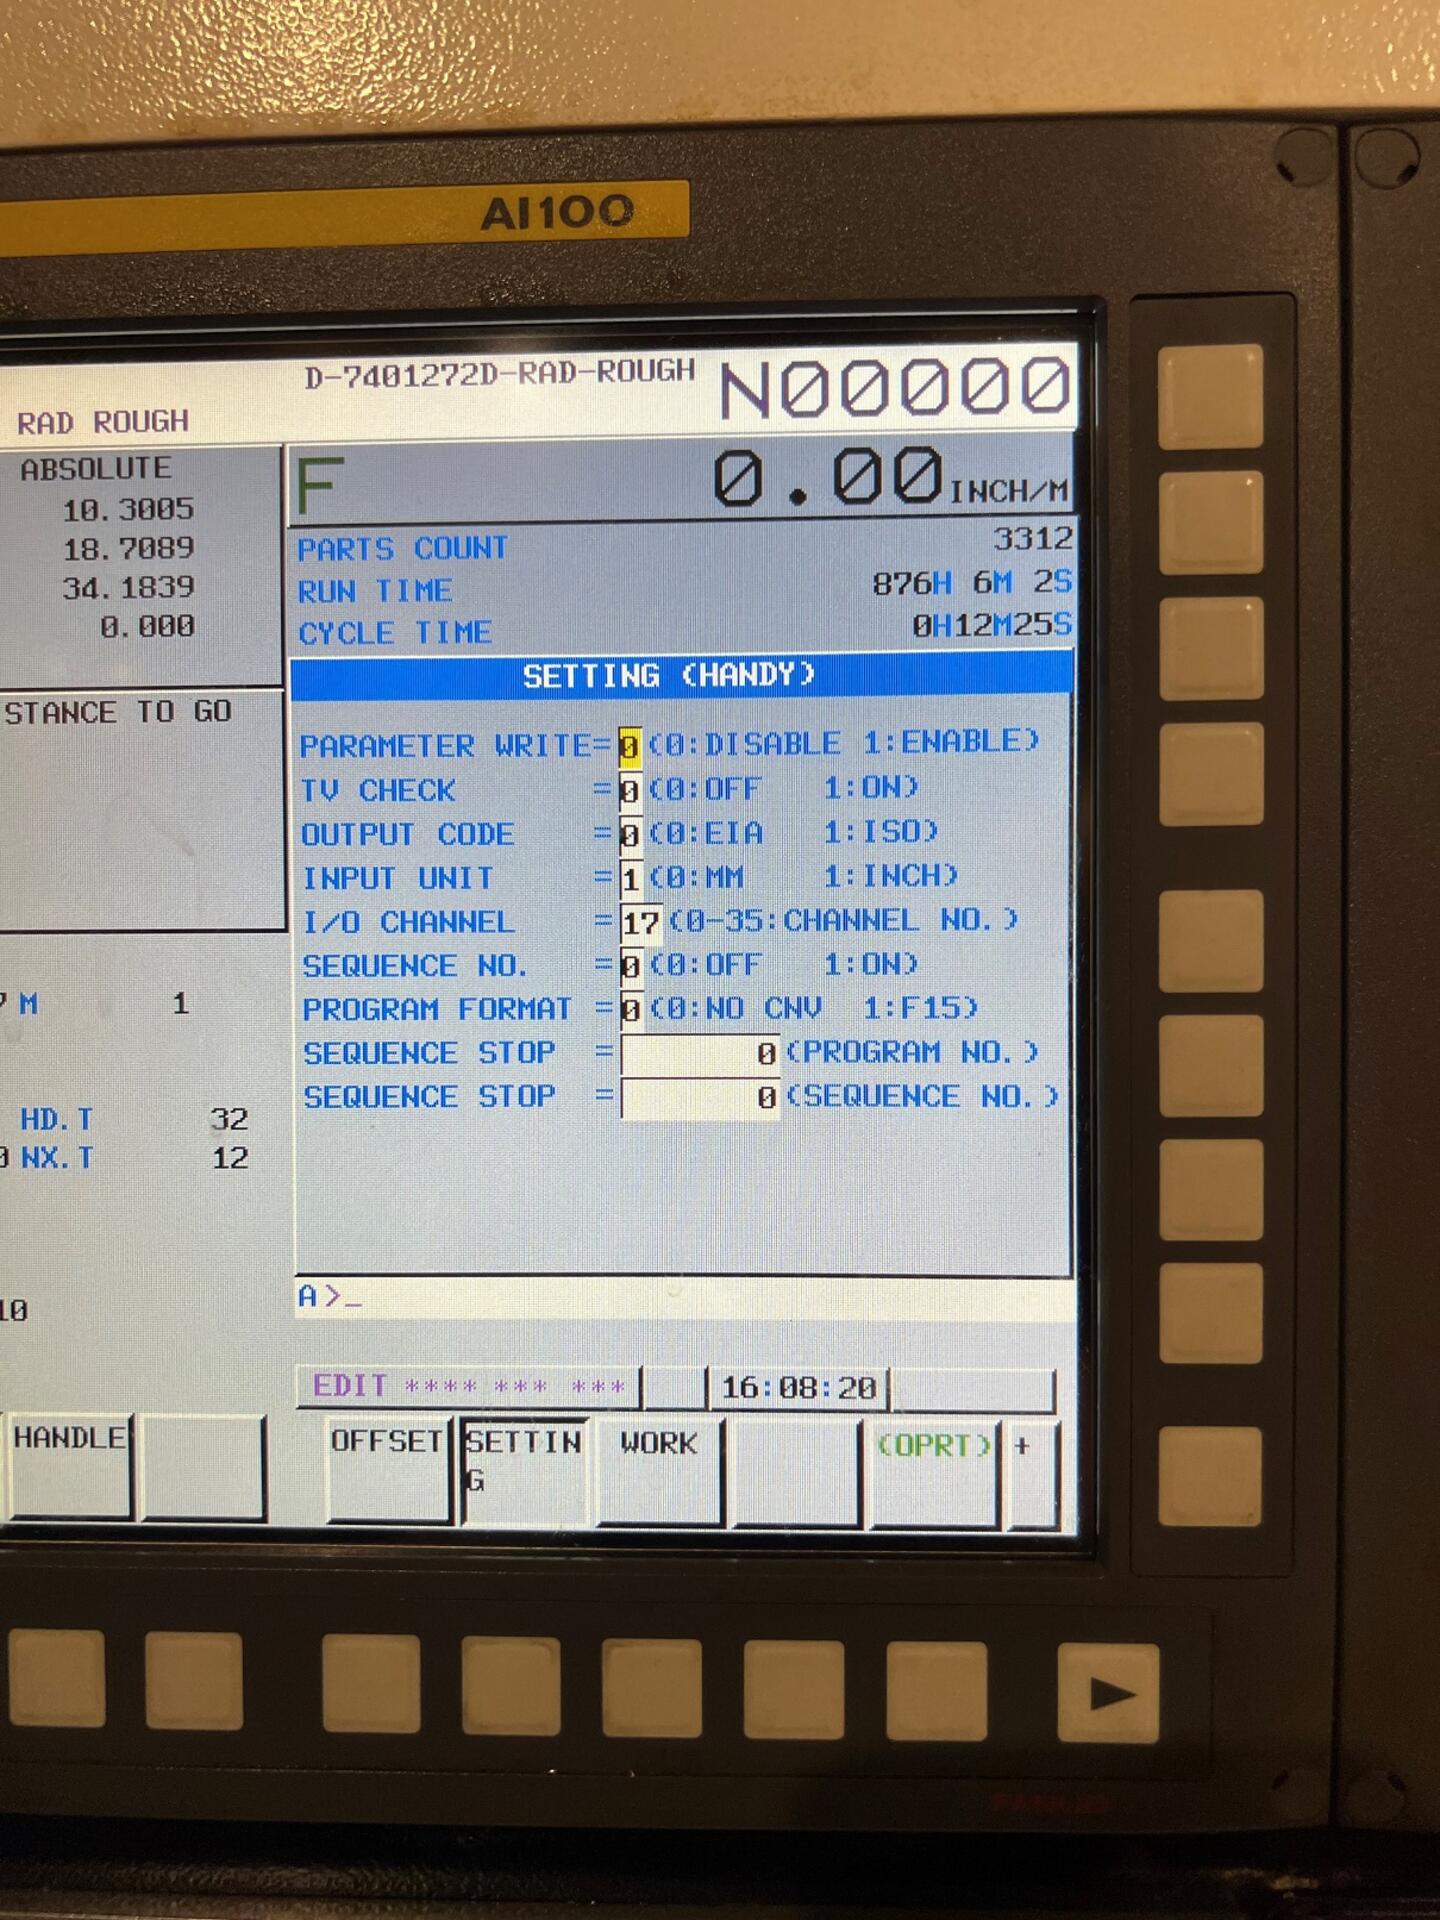 AI100
D-7401272D-RAD-ROUGH N00000
RAD ROUGH
ABSOLUTE
10.3005
18.7089
34.1839
0.000
F 0.00 INCH/M
PARTS COUNT 3312
RUN TIME 876H 6M 2S
CYCLE TIME 0H12M25S
STANCE TO GO
SETTING (HANDY)
PARAMETER WRITE=0(0:DISABLE 1:ENABLE)
TV CHECK =0(0:OFF 1:ON)
OUTPUT CODE =0(0:EIA 1:ISO)
INPUT UNIT =1(0:MM 1:INCH)
I/O CHANNEL =17(0-35:CHANNEL NO.)
SEQUENCE NO. =0(0:OFF 1:ON)
PROGRAM FORMAT =0(0:NO CNV 1:F15)
SEQUENCE STOP = 0(PROGRAM NO.)
SEQUENCE STOP = 0(SEQUENCE NO.)
M 1
HD.T 32
NX.T 12
10
A>_
EDIT **** *** *** 16:08:20
HANDLE OFFSET SETTIN WORK (OPRT) +
G